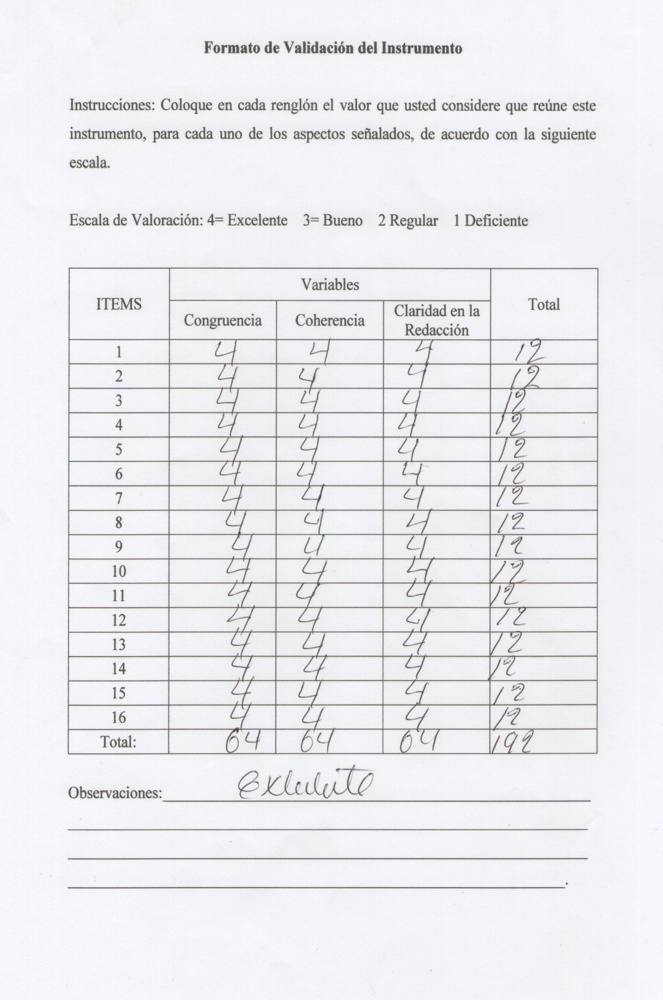 Formato de Validación del Instrumento
Instrucciones: Coloque en cada renglón el valor que usted considere que reúne este
instrumento, para cada uno de los aspectos señalados, de acuerdo con la siguiente
escala.
Escala de Valoración: 4= Excelente 3= Bueno 2 Regular 1 Deficiente
ITEMS Variables Total
Congruencia Coherencia Claridad en la
Redacción
1 4 4 4 12
2 4 4 4 12
3 4 4 4 12
4 4 4 4 12
5 4 4 4 12
6 4 4 4 12
7 4 4 4 12
8 4 4 4 12
9 4 4 4 12
10 4 4 4 12
11 4 4 4 12
12 4 4 4 12
13 4 4 4 12
14 4 4 4 12
15 4 4 4 12
16 4 4 4 12
Total: 64 64 64 192
Observaciones: Excelente